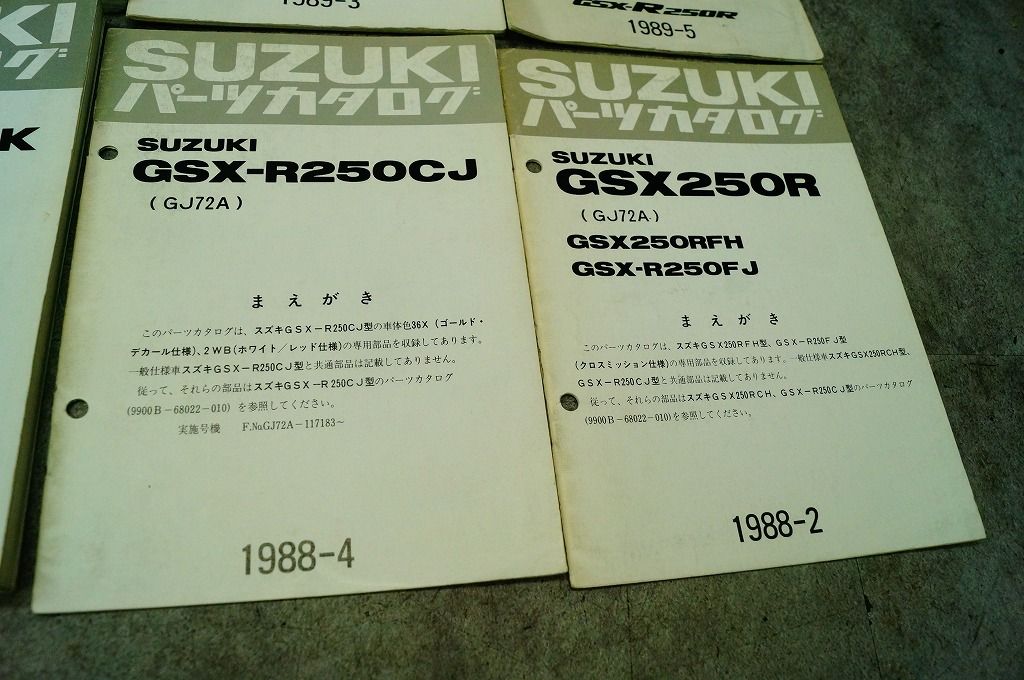 1989-3
GSX-R250R
1989-5
KI
グ
K
SUZUKI
パーツカタログ
SUZUKI
GSX-R250CJ
(GJ72A)
まえがき
このパーツカタログは、スズキGSX-R250CJ型の車体色36X (ゴールド・
デカール仕様)、2WB(ホワイト/レッド仕様)の専用部品を収録してあります。
一般仕様車スズキGSX-R250CJ型と共通部品は記載してありません。
従って、それらの部品はスズキGSX-R250CJ型のパーツカタログ
(9900B-68022-010) を参照してください。
実施号機 F.No.GJ72A-117183~
1988-4
SUZUKI
パーツカタログ
SUZUKI
GSX250R
(GJ72A)
GSX250RFH
GSX-R250FJ
まえがき
このパーツカタログは、スズキGSX250RFH型、GSX-R250FJ型
(クロスミッション仕様)の専用部品を収録してあります。一般仕様車スズキGSX250RCH型、
GSX-R250CJ型と共通部品は記載してありません。
従って、それらの部品はスズキGSX250RCH、GSX-R250CJ型のパーツカタログ
(9900B-68022-010)を参照してください。
1988-2